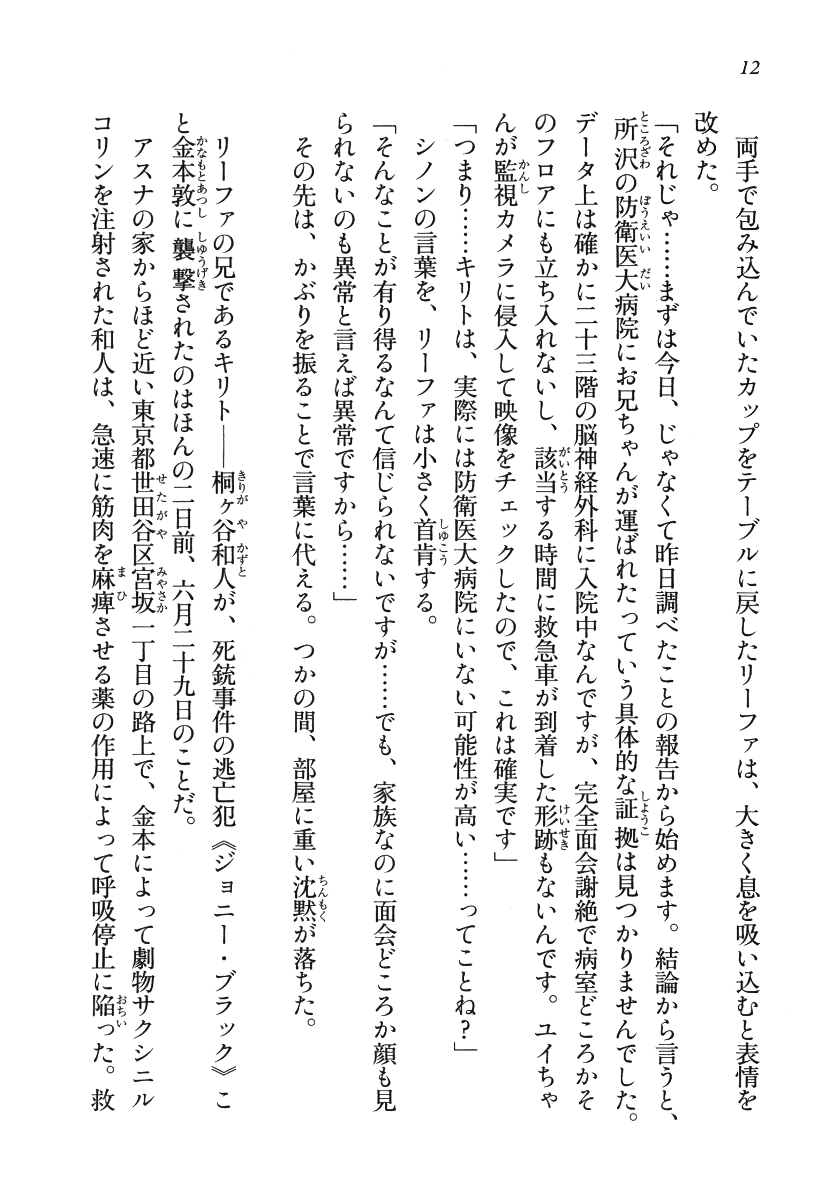 12
両手で包み込んでいたカップをテーブルに戻したリーファは、大きく息を吸い込むと表情を
改めた。
「それじゃ……まずは今日、じゃなくて昨日調べたことの報告から始めます。結論から言うと、
所沢の防衛医大病院にお兄ちゃんが運ばれたっていう具体的な証拠は見つかりませんでした。
データ上は確かに二十三階の脳神経外科に入院中なんですが、完全面会謝絶で病室どころかそ
のフロアにも立ち入れないし、該当する時間に救急車が到着した形跡もないんです。ユイちゃ
んが監視カメラに侵入して映像をチェックしたので、これは確実です」
「つまり……キリトは、実際には防衛医大病院にいない可能性が高い……ってことね?」
シノンの言葉を、リーファは小さく首肯する。
「そんなことが有り得るなんて信じられないですが……でも、家族なのに面会どころか顔も見
られないのも異常と言えば異常ですから……」
その先は、かぶりを振ることで言葉に代える。つかの間、部屋に重い沈黙が落ちた。
リーファの兄であるキリト――桐ヶ谷和人が、死銃事件の逃亡犯《ジョニー・ブラック》こ
と金本敦に襲撃されたのはほんの二日前、六月二十九日のことだ。
アスナの家からほど近い東京都世田谷区宮坂一丁目の路上で、金本によって劇物サクシニル
コリンを注射された和人は、急速に筋肉を麻痺させる薬の作用によって呼吸停止に陥った。救